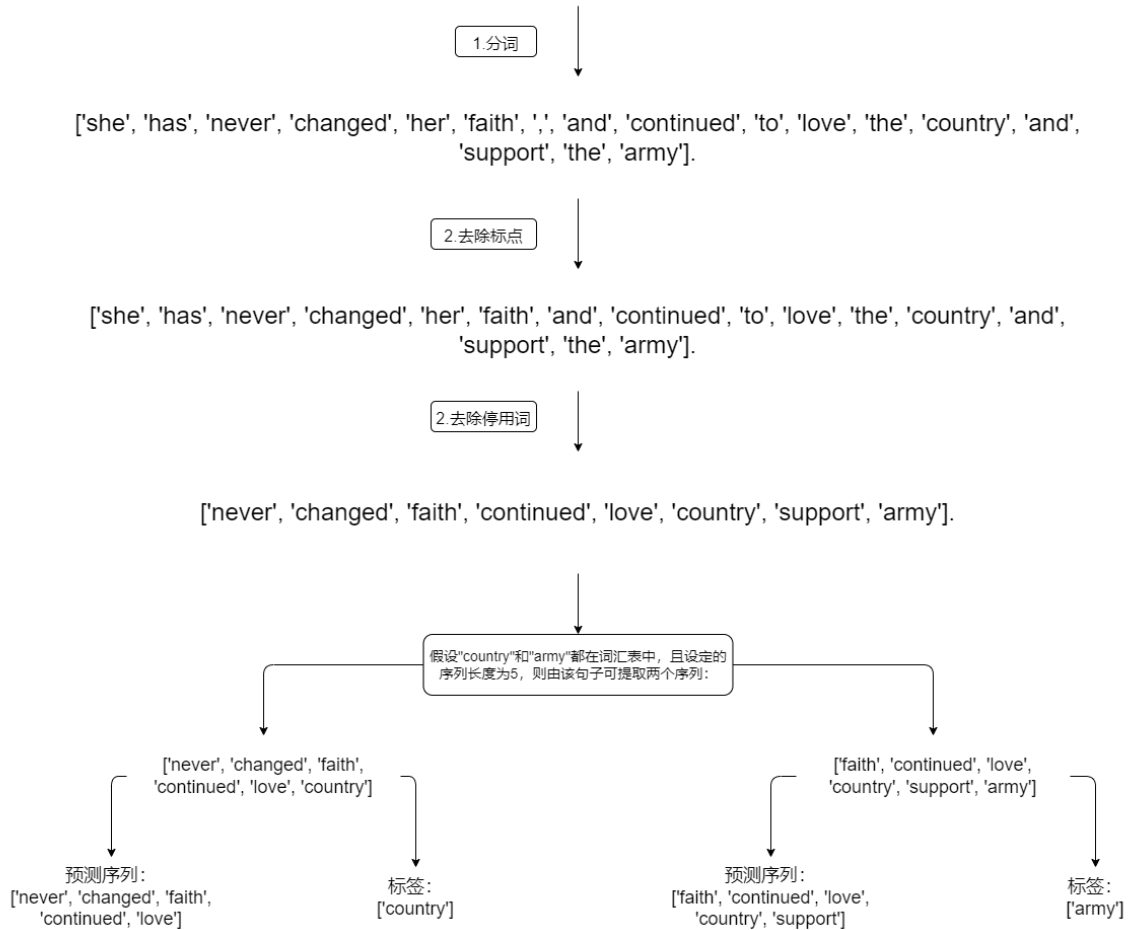 1.分词
['she', 'has', 'never', 'changed', 'her', 'faith', ',', 'and', 'continued', 'to', 'love', 'the', 'country', 'and',
'support', 'the', 'army'].
2.去除标点
['she', 'has', 'never', 'changed', 'her', 'faith', 'and', 'continued', 'to', 'love', 'the', 'country', 'and',
'support', 'the', 'army'].
2.去除停用词
['never', 'changed', 'faith', 'continued', 'love', 'country', 'support', 'army'].
假设"country"和"army"都在词汇表中，且设定的
序列长度为5，则由该句子可提取两个序列：
['never', 'changed', 'faith',
'continued', 'love', 'country']
['faith', 'continued', 'love',
'country', 'support', 'army']
预测序列：
['never', 'changed', 'faith',
'continued', 'love']
标签：
['country']
预测序列：
['faith', 'continued', 'love',
'country', 'support']
标签：
['army']